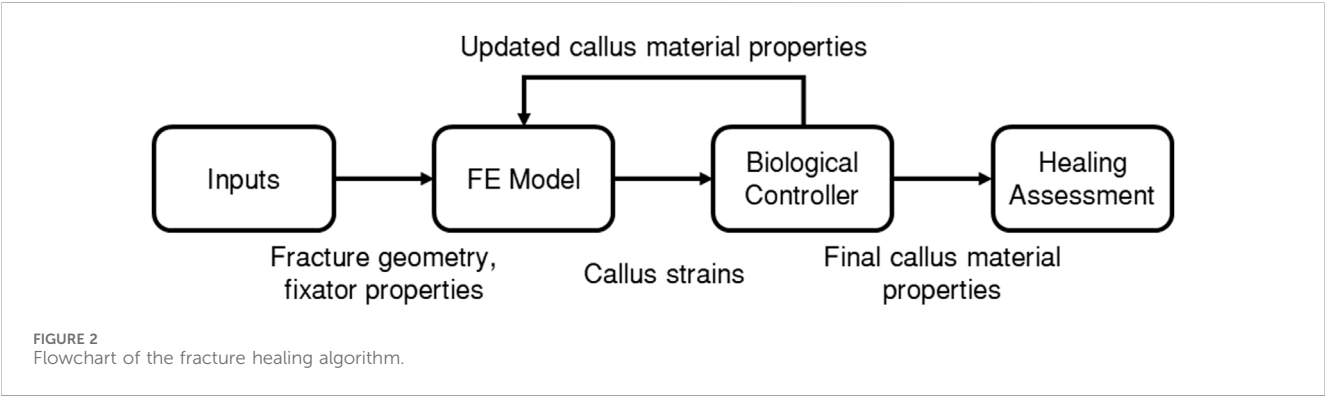 Updated callus material properties
Inputs
FE Model
Biological
Controller
Healing
Assessment
Fracture geometry,
fixator properties
Callus strains
Final callus material
properties
FIGURE 2
Flowchart of the fracture healing algorithm.